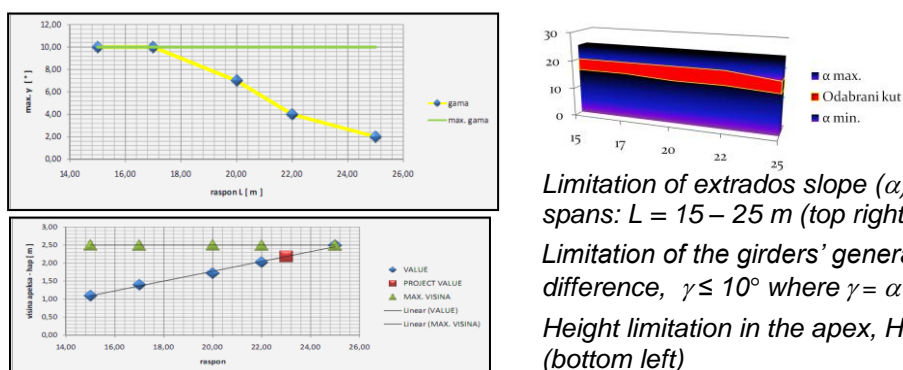 12,00
10,00
8,00
6,00
4,00
2,00
0,00
max. γ [ ° ]
14,00 16,00 18,00 20,00 22,00 24,00 26,00
raspon L [ m ]
gama
max. gama
30
20
10
0
15 17 20 22 25
α max.
Odabrani kut
α min.
3,00
2,50
2,00
1,50
1,00
0,50
0,00
visina apeksa - hap [ m ]
14,00 16,00 18,00 20,00 22,00 24,00 26,00
raspon
VALUE
PROJECT VALUE
MAX. VISINA
Linear (VALUE)
Linear (MAX. VISINA)
Limitation of extrados slope (α)
spans: L = 15 – 25 m (top right
Limitation of the girders’ genera
difference, γ ≤ 10° where γ = α
Height limitation in the apex, H
(bottom left)